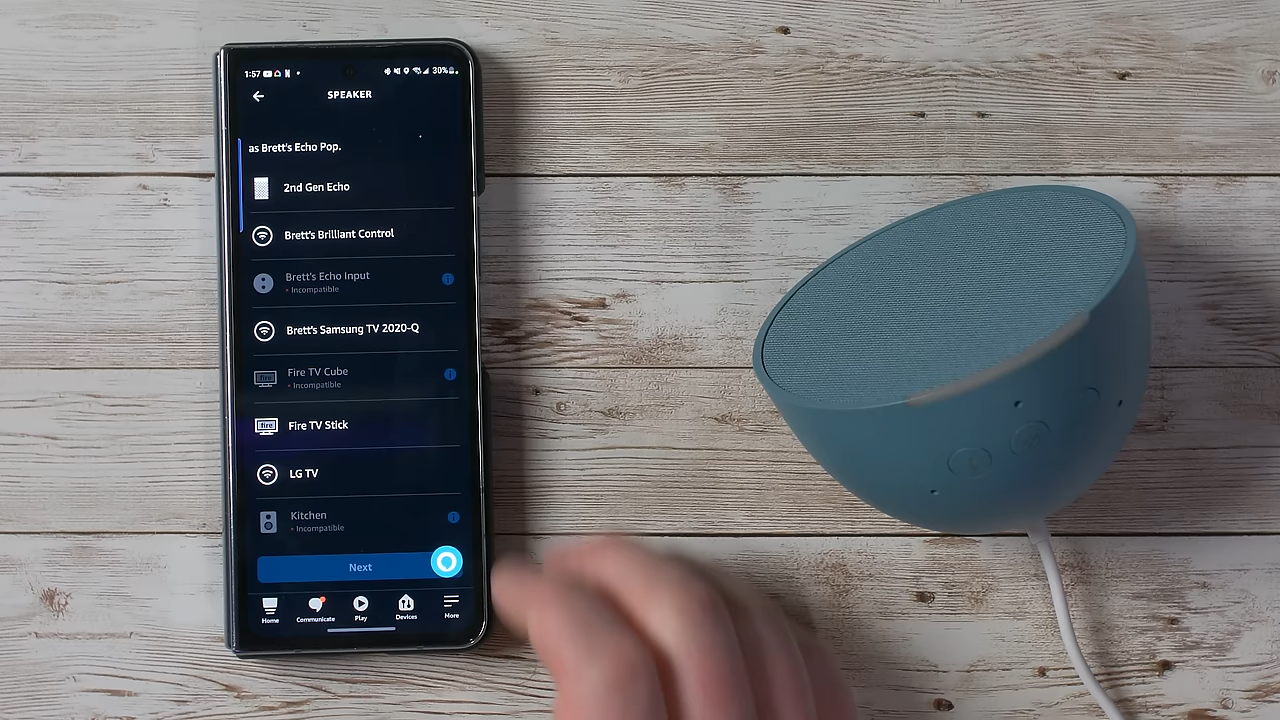 1:57 30%
SPEAKER
as Brett's Echo Pop.
2nd Gen Echo
Brett's Brilliant Control
Brett's Echo Input
• Incompatible
Brett's Samsung TV 2020-Q
fire
Fire TV Cube
• Incompatible
fire
Fire TV Stick
LG TV
Kitchen
• Incompatible
Next
Home Communicate Play Devices More